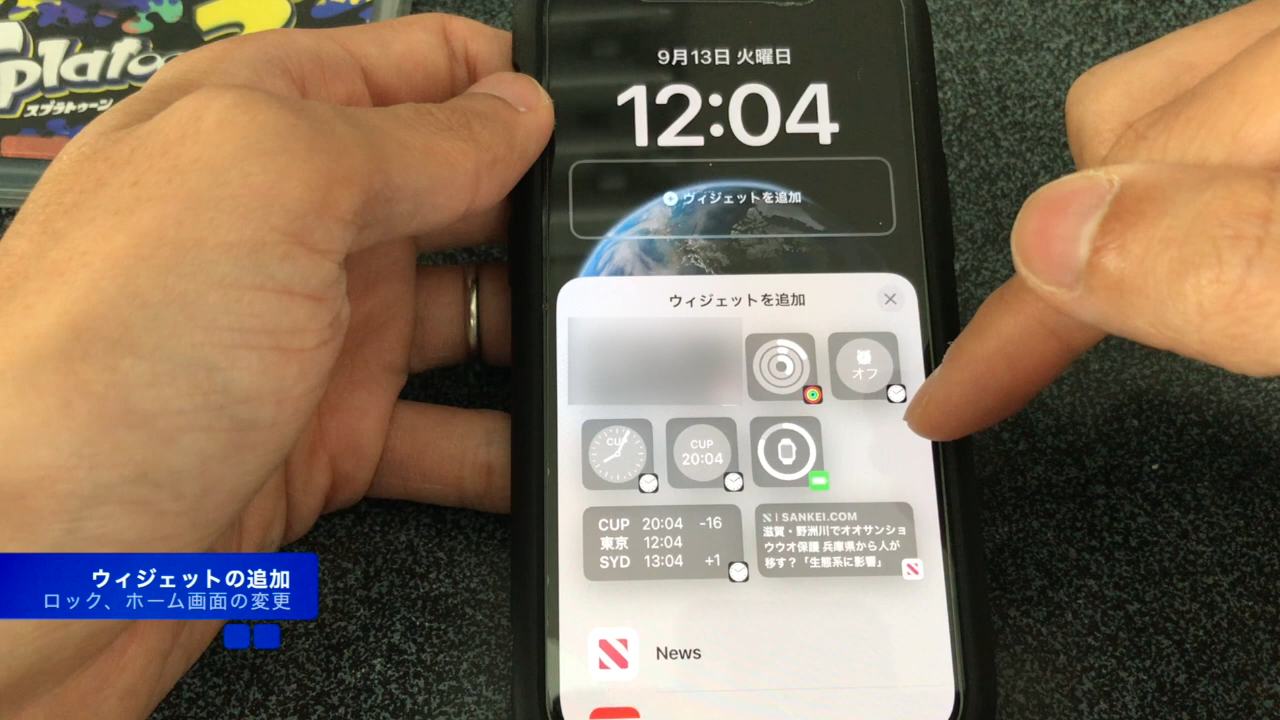 Splatoon 3
スプラトゥーン
9月13日 火曜日
12:04
ウィジェットを追加
ウィジェットを追加
オフ
CUP
CUP
20:04
CUP 20:04 -16
東京 12:04
SYD 13:04 +1
SANKEI.COM
滋賀・野洲川でオオサンショ
ウウオ保護 兵庫県から人が
移す?「生態系に影響」
News
ウィジェットの追加
ロック、ホーム画面の変更